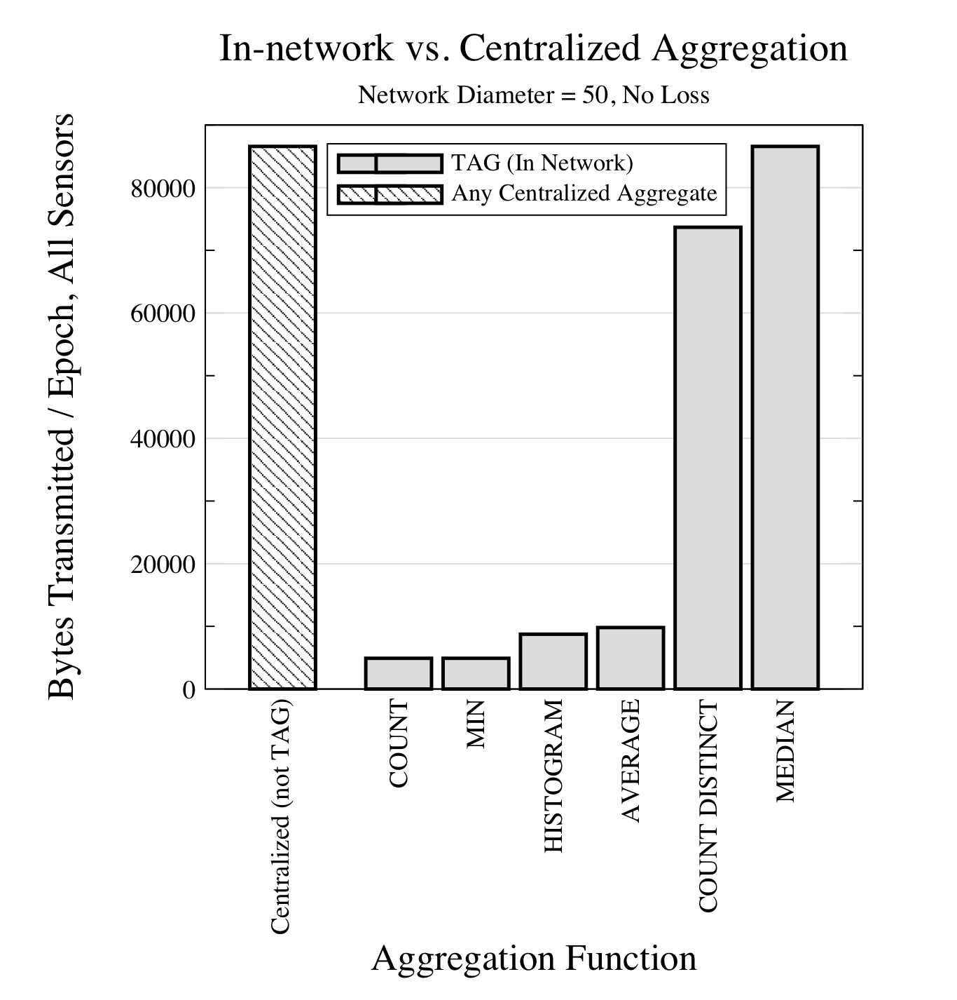 In-network vs. Centralized Aggregation
Network Diameter = 50, No Loss
Bytes Transmitted / Epoch, All Sensors
TAG (In Network)
Any Centralized Aggregate
80000
60000
40000
20000
0
Centralized (not TAG)
COUNT
MIN
HISTOGRAM
AVERAGE
COUNT DISTINCT
MEDIAN
Aggregation Function